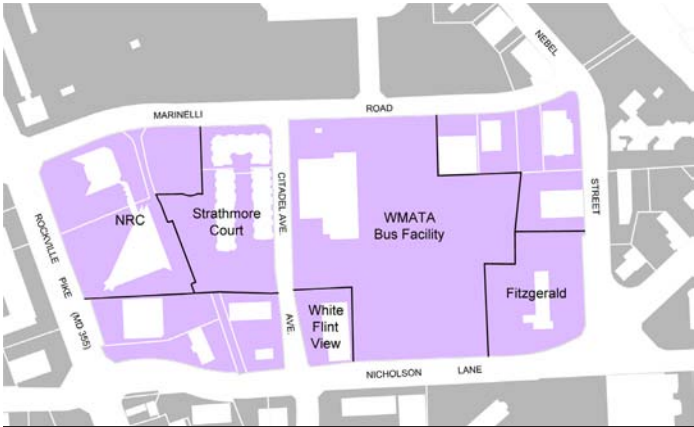 NEBEL
MARINELLI
ROAD
STREET
CITADEL AVE.
NRC
Strathmore
Court
WMATA
Bus Facility
ROCKVILLE
PIKE
(MD 355)
AVE.
White
Flint
View
Fitzgerald
NICHOLSON
LANE